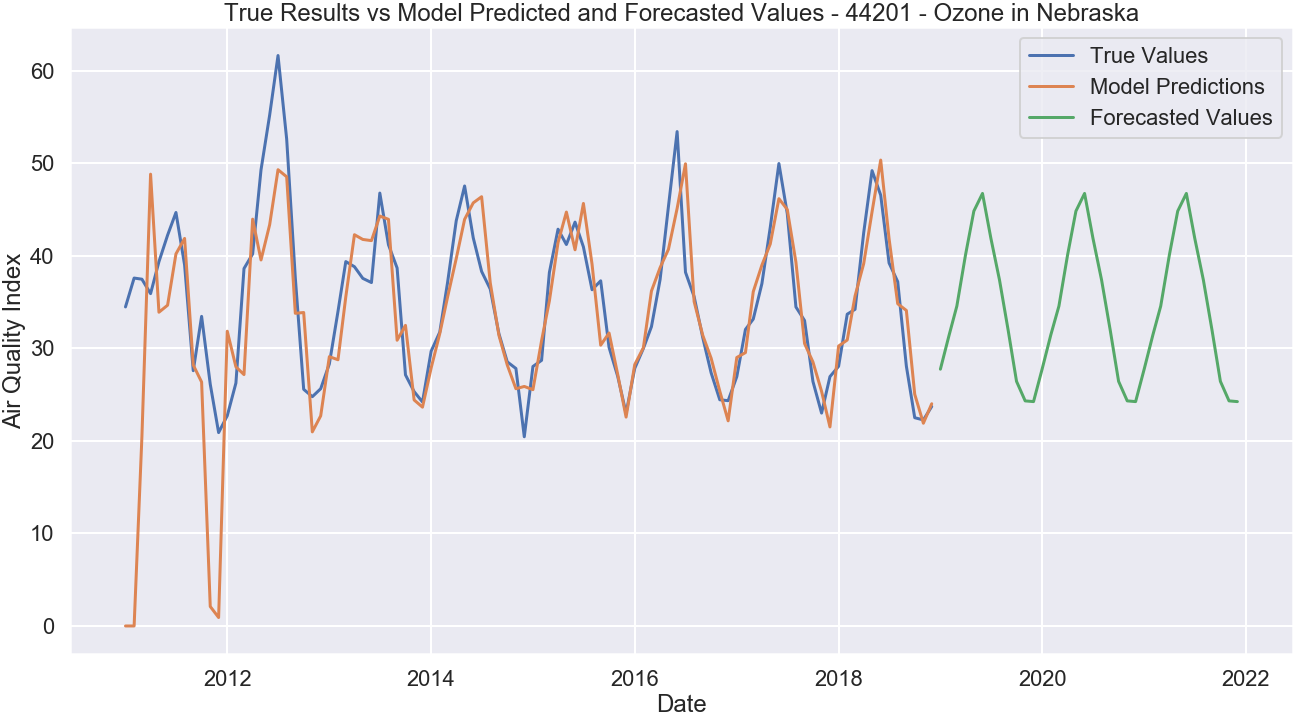 True Results vs Model Predicted and Forecasted Values - 44201 - Ozone in Nebraska
True Values
Model Predictions
Forecasted Values
Air Quality Index
60
50
40
30
20
10
0
2012 2014 2016 2018 2020 2022
Date